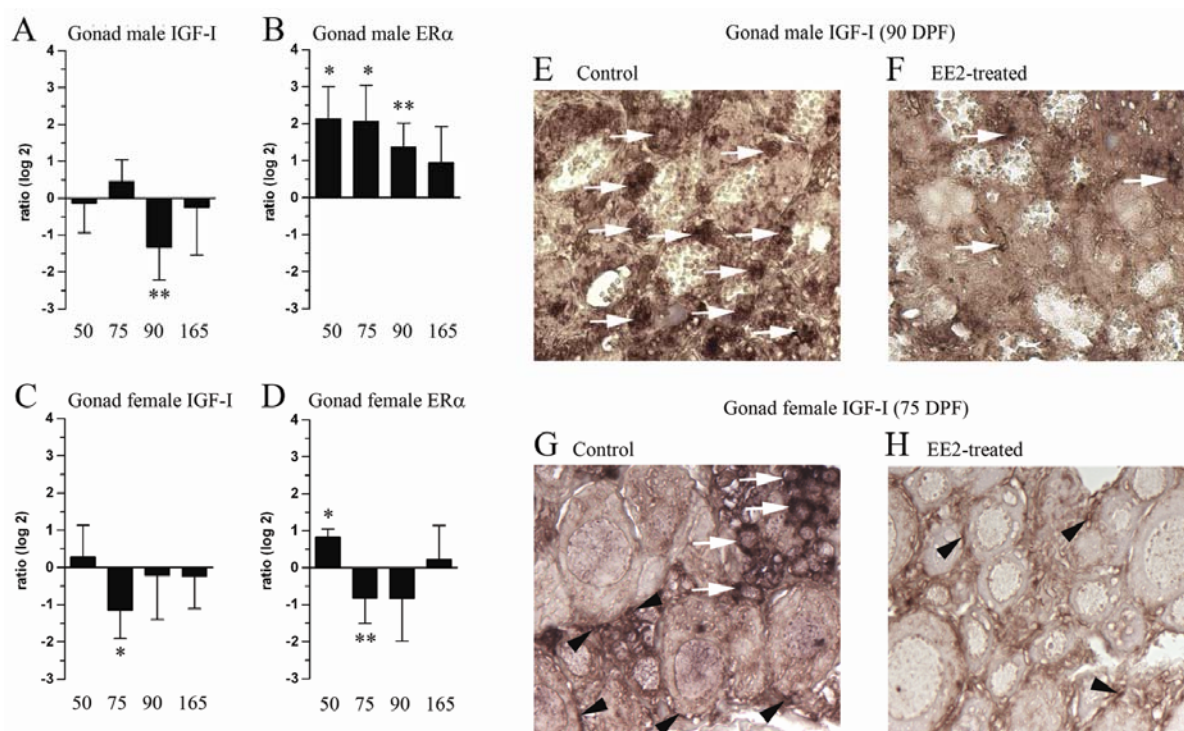 A Gonad male IGF-I
ratio (log 2)
4
3
2
1
0
-1
-2
-3
**
50 75 90 165
B Gonad male ERα
ratio (log 2)
4
3
2
1
0
-1
-2
-3
* * **
50 75 90 165
Gonad male IGF-I (90 DPF)
E Control
F EE2-treated
C Gonad female IGF-I
ratio (log 2)
4
3
2
1
0
-1
-2
-3
*
50 75 90 165
D Gonad female ERα
ratio (log 2)
4
3
2
1
0
-1
-2
-3
*
**
50 75 90 165
Gonad female IGF-I (75 DPF)
G Control
H EE2-treated